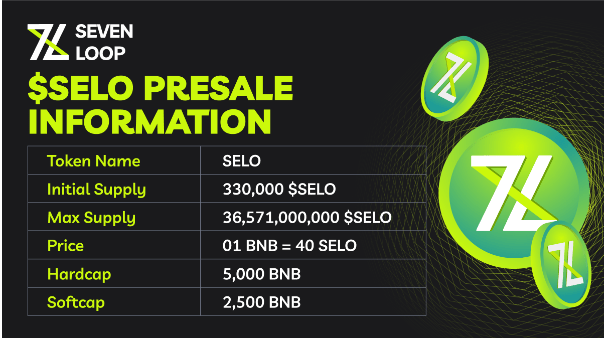 SEVEN
LOOP
$SELO PRESALE
INFORMATION
Token Name SELO
Initial Supply 330,000 $SELO
Max Supply 36,571,000,000 $SELO
Price 01 BNB = 40 SELO
Hardcap 5,000 BNB
Softcap 2,500 BNB